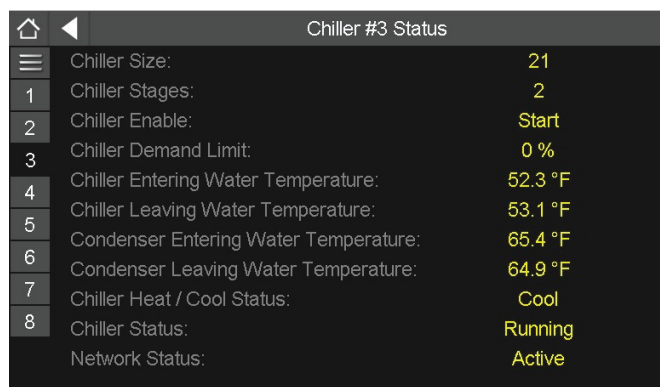 Chiller #3 Status
Chiller Size: 21
1 Chiller Stages: 2
2 Chiller Enable: Start
3 Chiller Demand Limit: 0 %
4 Chiller Entering Water Temperature: 52.3 °F
5 Chiller Leaving Water Temperature: 53.1 °F
6 Condenser Entering Water Temperature: 65.4 °F
Condenser Leaving Water Temperature: 64.9 °F
7 Chiller Heat / Cool Status: Cool
8 Chiller Status: Running
Network Status: Active